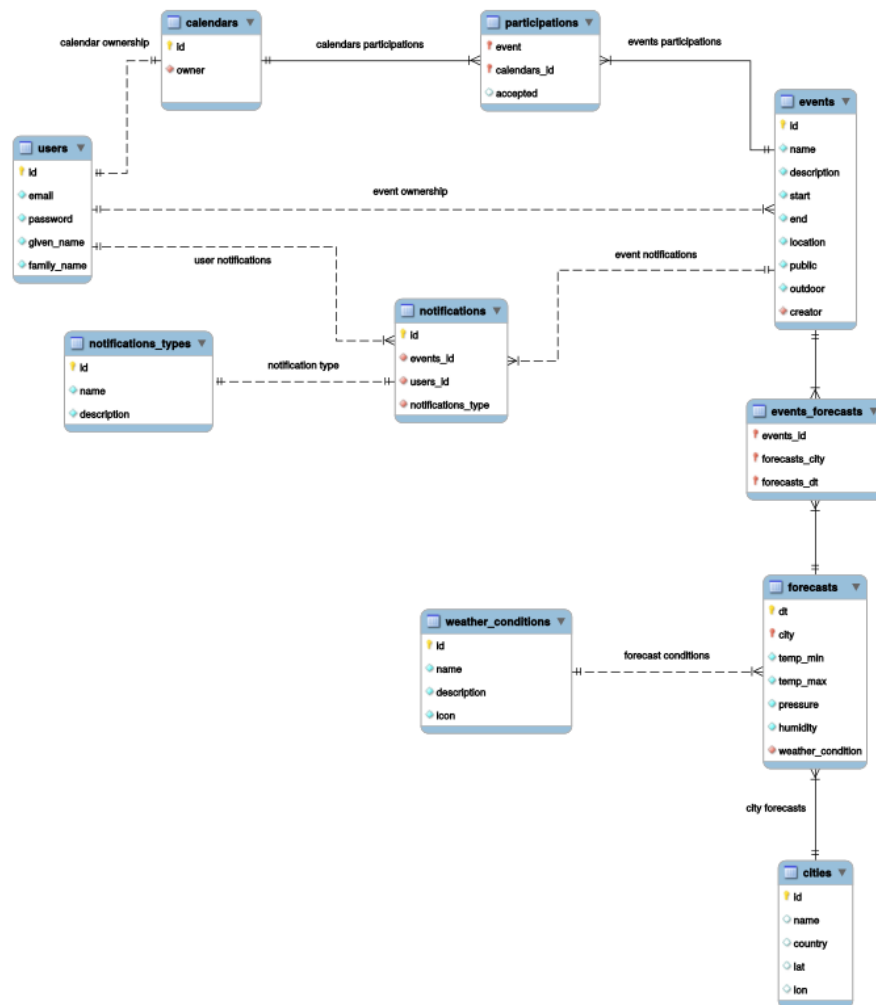 calendars
id
owner
participations
event
calendars_id
accepted
calendar ownership
calendars participations
events participations
events
id
name
description
start
end
location
public
outdoor
creator
users
id
email
password
given_name
family_name
event ownership
user notifications
event notifications
notifications
id
events_id
users_id
notifications_type
notifications_types
id
name
description
notification type
events_forecasts
events_id
forecasts_city
forecasts_dt
forecasts
dt
city
temp_min
temp_max
pressure
humidity
weather_condition
weather_conditions
id
name
description
icon
forecast conditions
city forecasts
cities
id
name
country
lat
lon